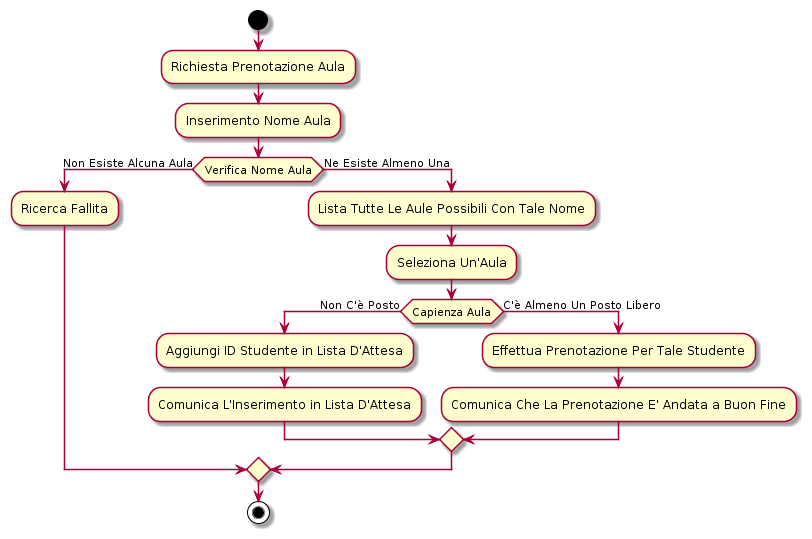 Richiesta Prenotazione Aula
Inserimento Nome Aula
Non Esiste Alcuna Aula
Verifica Nome Aula
Ne Esiste Almeno Una
Ricerca Fallita
Lista Tutte Le Aule Possibili Con Tale Nome
Seleziona Un'Aula
Non C'è Posto
Capienza Aula
C'è Almeno Un Posto Libero
Aggiungi ID Studente in Lista D'Attesa
Effettua Prenotazione Per Tale Studente
Comunica L'Inserimento in Lista D'Attesa
Comunica Che La Prenotazione E' Andata a Buon Fine